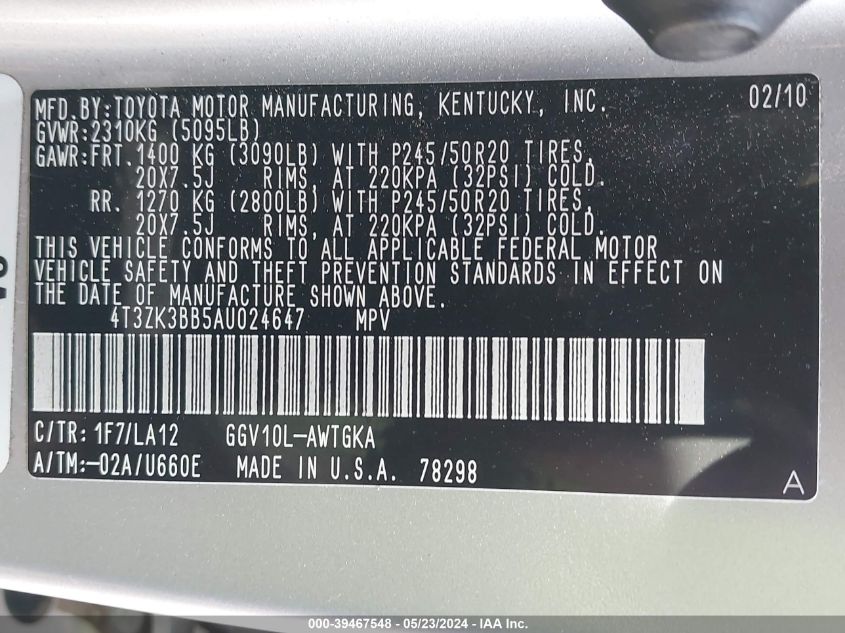 MFD.BY:TOYOTA MOTOR MANUFACTURING, KENTUCKY, INC. 02/10
GVWR:2310KG (5095LB)
GAWR:FRT.1400 KG (3090LB) WITH P245/50R20 TIRES,
20X7.5J RIMS, AT 220KPA (32PSI) COLD.
RR. 1270 KG (2800LB) WITH P245/50R20 TIRES,
20X7.5J RIMS, AT 220KPA (32PSI) COLD.
THIS VEHICLE CONFORMS TO ALL APPLICABLE FEDERAL MOTOR
VEHICLE SAFETY AND THEFT PREVENTION STANDARDS IN EFFECT ON
THE DATE OF MANUFACTURE SHOWN ABOVE.
4T3ZK3BB5AU024647 MPV
C/TR:1F7/LA12 GGV10L-AWTGKA
A/TM:-02A/U660E MADE IN U.S.A. 78298
A
000-39467548 - 05/23/2024 - IAA Inc.